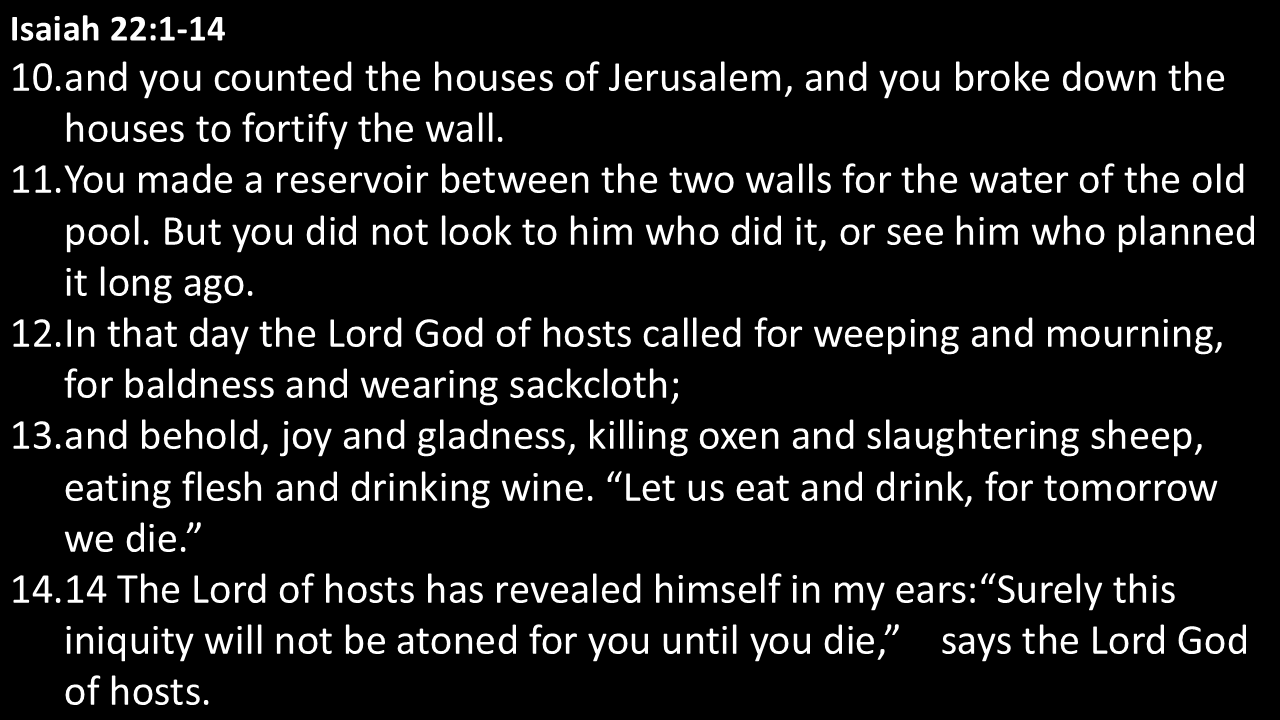 Isaiah 22:1-14
10.and you counted the houses of Jerusalem, and you broke down the
houses to fortify the wall.
11.You made a reservoir between the two walls for the water of the old
pool. But you did not look to him who did it, or see him who planned
it long ago.
12.In that day the Lord God of hosts called for weeping and mourning,
for baldness and wearing sackcloth;
13.and behold, joy and gladness, killing oxen and slaughtering sheep,
eating flesh and drinking wine. “Let us eat and drink, for tomorrow
we die.”
14.14 The Lord of hosts has revealed himself in my ears:“Surely this
iniquity will not be atoned for you until you die,”    says the Lord God
of hosts.